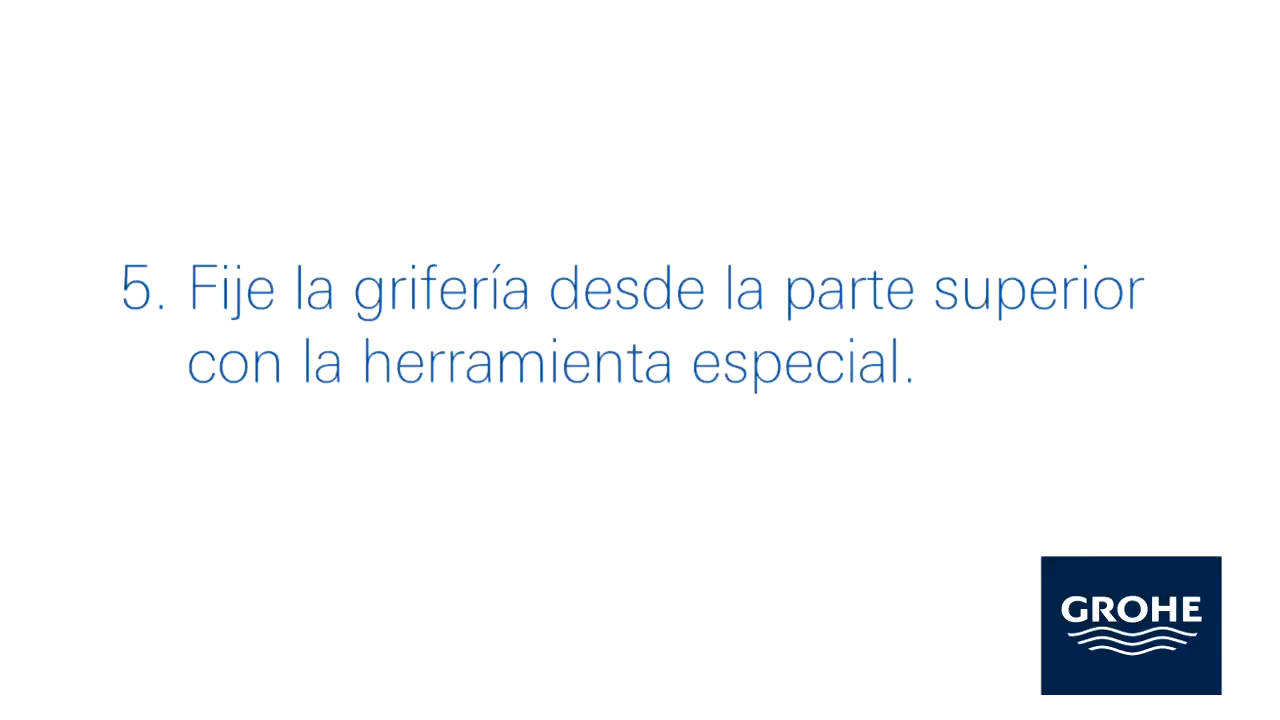 5. Fije la grifería desde la parte superior
con la herramienta especial.
GROHE